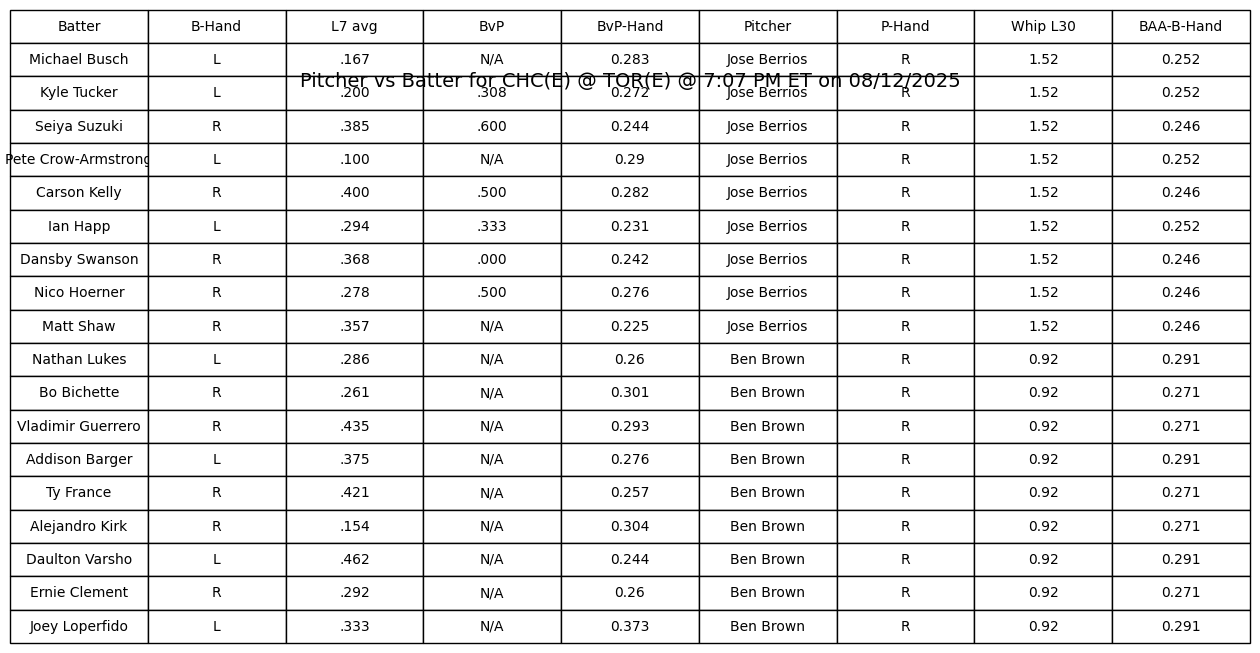 Batter B-Hand L7 avg BvP BvP-Hand Pitcher P-Hand Whip L30 BAA-B-Hand
Michael Busch L .167 N/A 0.283 Jose Berrios R 1.52 0.252
Pitcher vs Batter for CHC(E) @ TOR(E) @ 7:07 PM ET on 08/12/2025
Kyle Tucker L .200 .308 0.272 Jose Berrios R 1.52 0.252
Seiya Suzuki R .385 .600 0.244 Jose Berrios R 1.52 0.246
Pete Crow-Armstrong L .100 N/A 0.29 Jose Berrios R 1.52 0.252
Carson Kelly R .400 .500 0.282 Jose Berrios R 1.52 0.246
Ian Happ L .294 .333 0.231 Jose Berrios R 1.52 0.252
Dansby Swanson R .368 .000 0.242 Jose Berrios R 1.52 0.246
Nico Hoerner R .278 .500 0.276 Jose Berrios R 1.52 0.246
Matt Shaw R .357 N/A 0.225 Jose Berrios R 1.52 0.246
Nathan Lukes L .286 N/A 0.26 Ben Brown R 0.92 0.291
Bo Bichette R .261 N/A 0.301 Ben Brown R 0.92 0.271
Vladimir Guerrero R .435 N/A 0.293 Ben Brown R 0.92 0.271
Addison Barger L .375 N/A 0.276 Ben Brown R 0.92 0.291
Ty France R .421 N/A 0.257 Ben Brown R 0.92 0.271
Alejandro Kirk R .154 N/A 0.304 Ben Brown R 0.92 0.271
Daulton Varsho L .462 N/A 0.244 Ben Brown R 0.92 0.291
Ernie Clement R .292 N/A 0.26 Ben Brown R 0.92 0.271
Joey Loperfido L .333 N/A 0.373 Ben Brown R 0.92 0.291